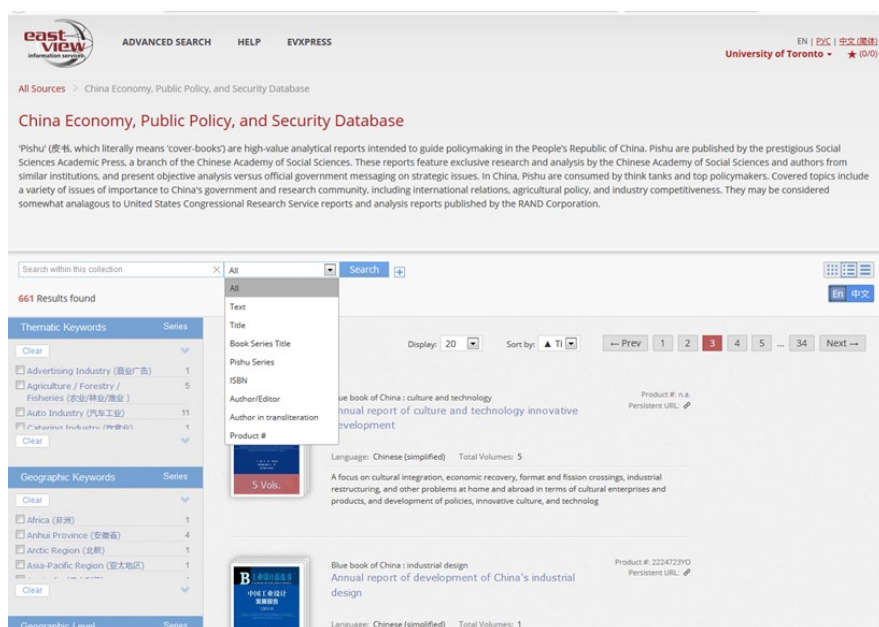 east
view
information services
ADVANCED SEARCH HELP EVXPRESS
EN | РУС | 中文 (简体)
University of Toronto ★ (0/0)
All Sources > China Economy, Public Policy, and Security Database
China Economy, Public Policy, and Security Database
'Pishu' (皮书, which literally means 'cover-books') are high-value analytical reports intended to guide policymaking in the People's Republic of China. Pishu are published by the prestigious Social
Sciences Academic Press, a branch of the Chinese Academy of Social Sciences. These reports feature exclusive research and analysis by the Chinese Academy of Social Sciences and authors from
similar institutions, and present objective analysis versus official government messaging on strategic issues. In China, Pishu are consumed by think tanks and top policymakers. Covered topics include
a variety of issues of importance to China's government and research community, including international relations, agricultural policy, and industry competitiveness. They may be considered
somewhat analagous to United States Congressional Research Service reports and analysis reports published by the RAND Corporation.
Search within this collection All Search
661 Results found
En 中文
All
Text
Title
Book Series Title
Pishu Series
ISBN
Author/Editor
Author in transliteration
Product #
Thematic Keywords Series
Clear
Advertising Industry (商业广告) 1
Agriculture / Forestry / 5
Fisheries (农业/林业/渔业 )
Auto Industry (汽车工业) 11
Catering Industry (饮食业) 1
Clear
Geographic Keywords Series
Clear
Africa (非洲) 1
Anhui Province (安徽省) 4
Arctic Region (北极) 1
Asia-Pacific Region (亚太地区) 1
Clear
Geographic Level Series
Display: 20 Sort by: ▲ Ti ← Prev 1 2 3 4 5 ... 34 Next →
ue book of China : culture and technology
nnual report of culture and technology innovative
evelopment
Product #: n.a.
Persistent URL:
Language: Chinese (simplified) Total Volumes: 5
A focus on cultural integration, economic recovery, format and fission crossings, industrial
restructuring, and other problems at home and abroad in terms of cultural enterprises and
products, and development of policies, innovative culture, and technolog
5 Vols.
Blue book of China : industrial design
Annual report of development of China's industrial
design
Product #: 2224723YO
Persistent URL:
Language: Chinese (simplified) Total Volumes: 1
B 工业设计蓝皮书
中国工业设计
发展报告